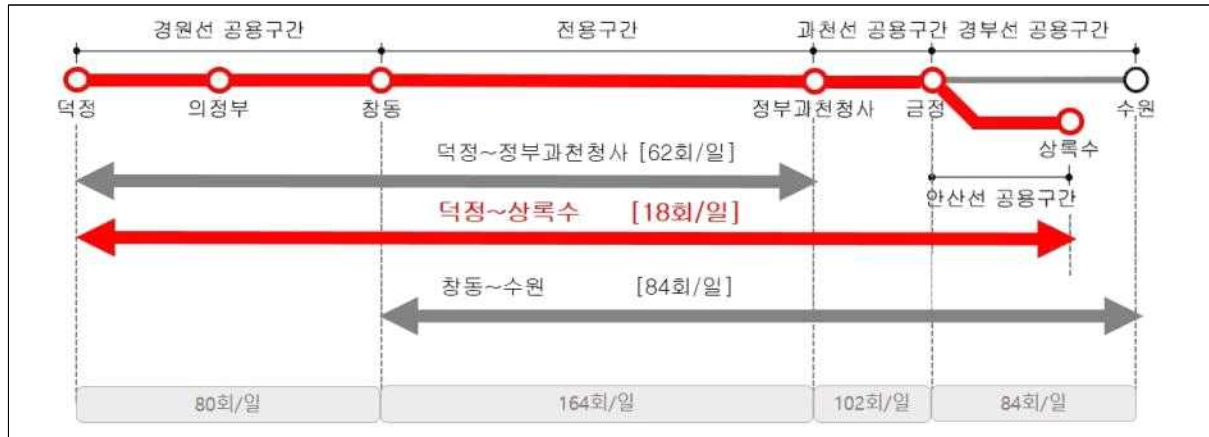 경원선 공용구간 전용구간 과천선 공용구간 경부선 공용구간
덕정 의정부 창동 정부과천청사 금정 수원
상록수
덕정~정부과천청사 [62회/일]
안산선 공용구간
덕정~상록수 [18회/일]
창동~수원 [84회/일]
80회/일 164회/일 102회/일 84회/일